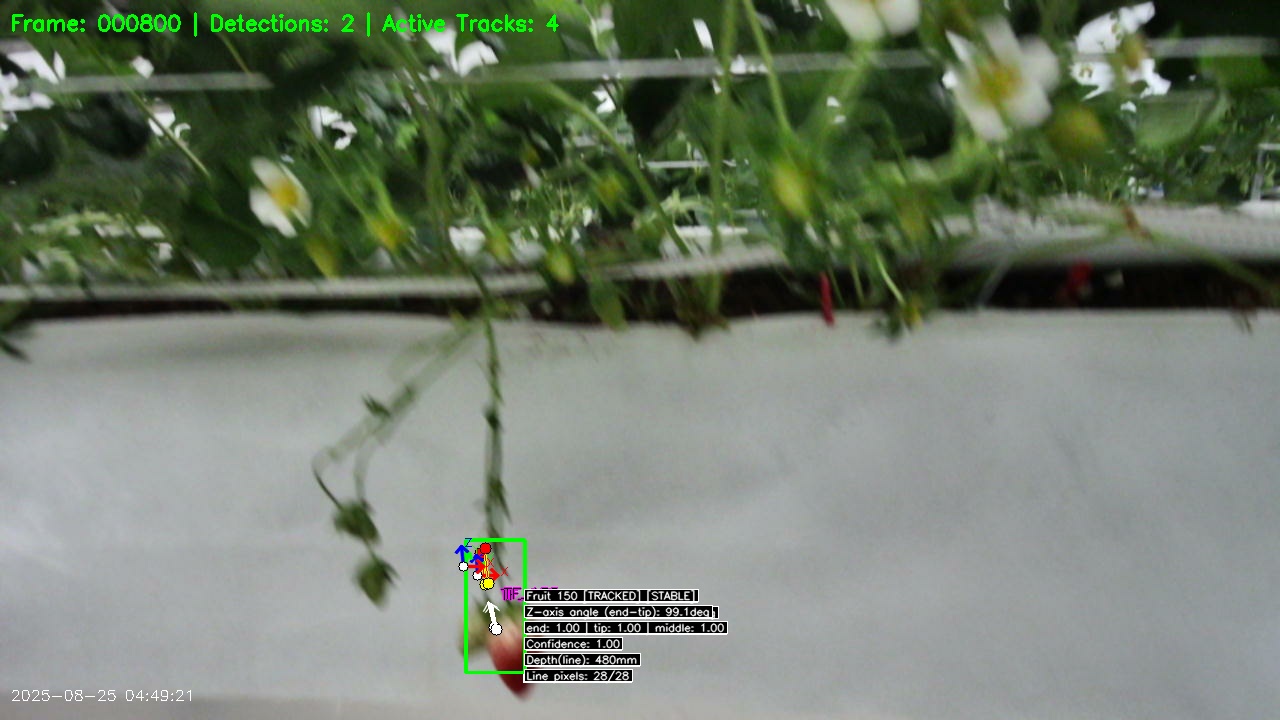 Frame: 000800 | Detections: 2 | Active Tracks: 4
Z
X
Fruit 150 [TRACKED] [STABLE]
Z-axis angle (end-tip): 99.1deg
end: 1.00 | tip: 1.00 | middle: 1.00
Confidence: 1.00
Depth(line): 480mm
Line pixels: 28/28
2025-08-25 04:49:21